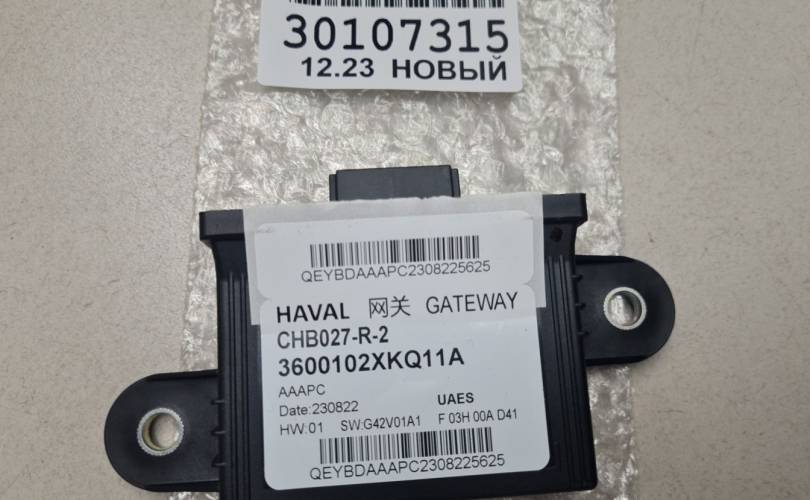 30107315
12.23 НОВЫЙ
QEYBDAAAPC2308225625
HAVAL 网关 GATEWAY
CHB027-R-2
3600102XKQ11A
AAAPC
Date:230822 UAES
HW:01 SW:G42V01A1 F 03H 00A D41
QEYBDAAAPC2308225625